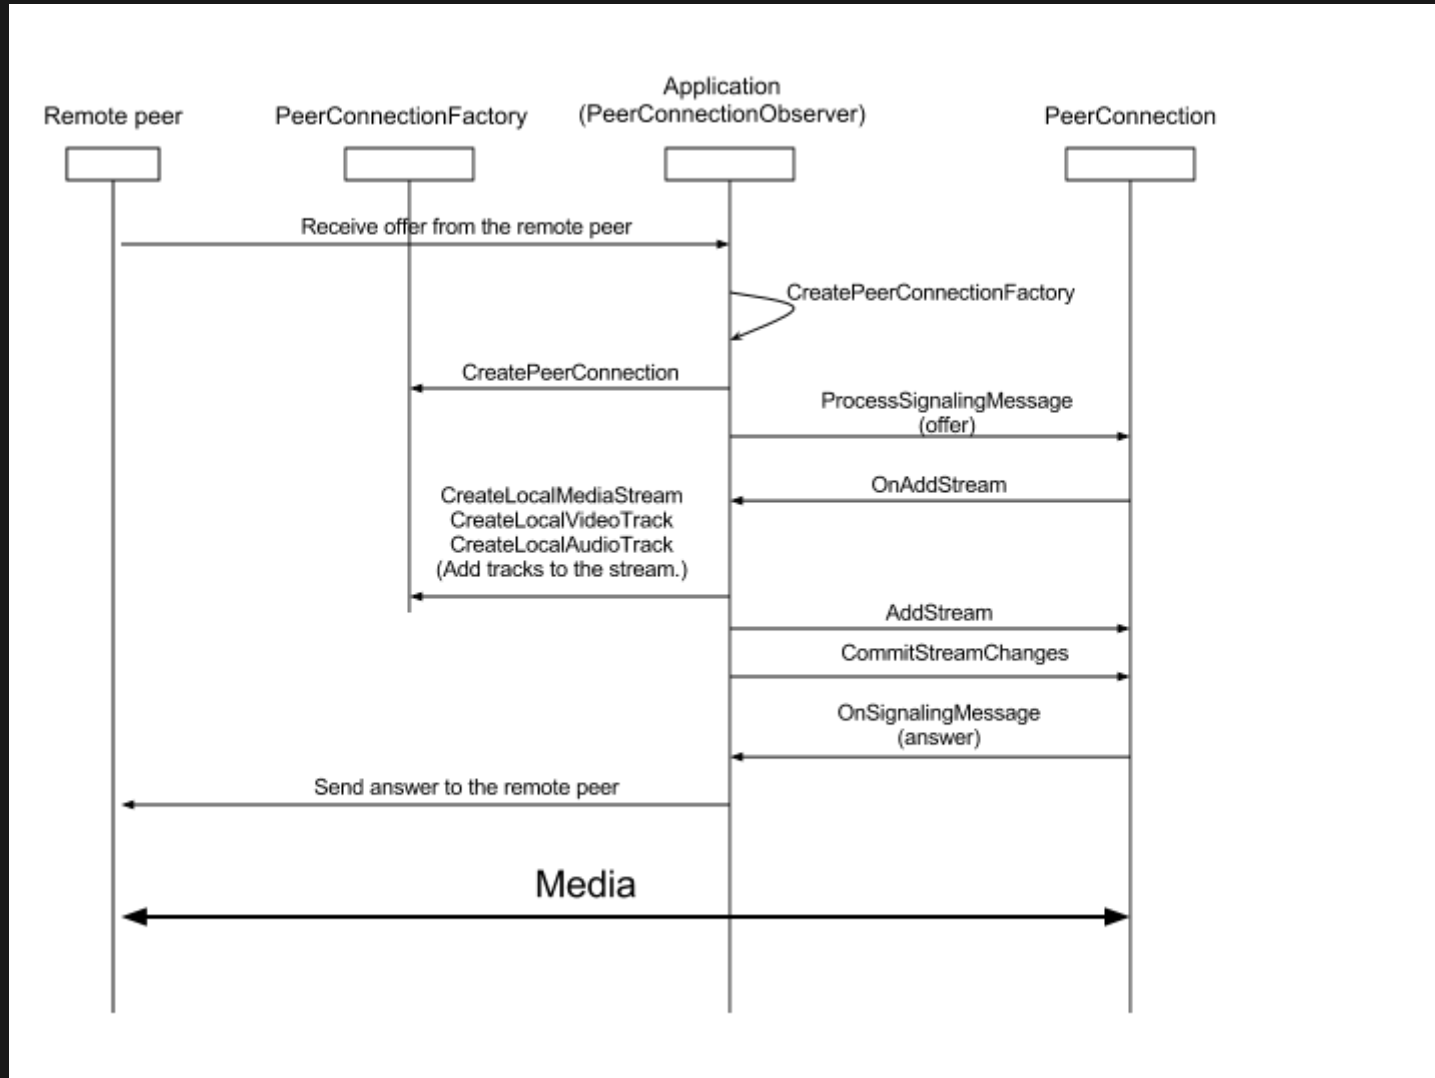 Application
Remote peer
PeerConnectionFactory
(PeerConnectionObserver)
PeerConnection
Receive offer from the remote peer
CreatePeerConnectionFactory
CreatePeerConnection
ProcessSignalingMessage
(offer)
OnAddStream
CreateLocalMediaStream
CreateLocalVideoTrack
CreateLocalAudioTrack
(Add tracks to the stream.)
AddStream
CommitStreamChanges
OnSignalingMessage
(answer)
Send answer to the remote peer
Media